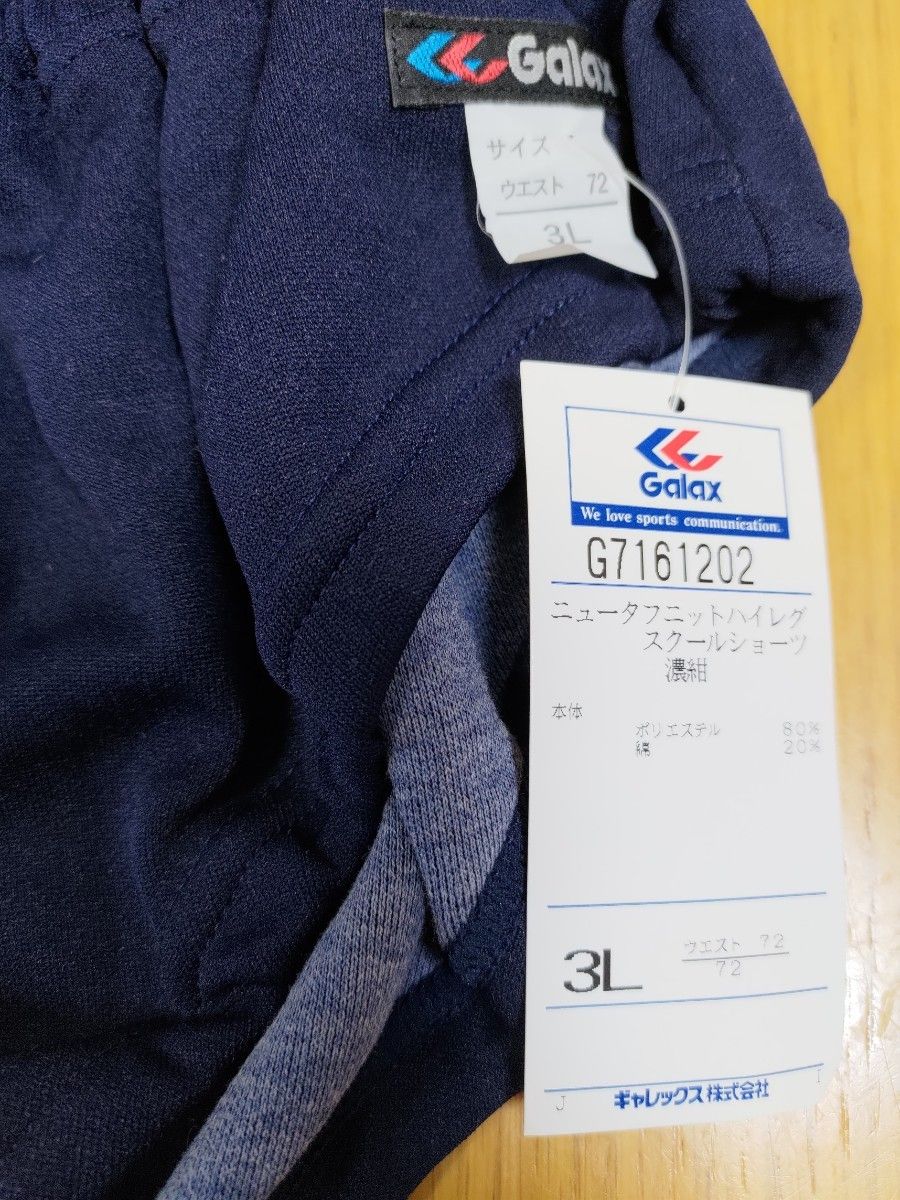 Galax
サイズ
ウエスト 72
3L
Galax
We love sports communication.
G7161202
ニュータフニットハイレグ
スクールショーツ
濃紺
本体
ポリエステル 80%
綿 20%
3L
ウエスト 72
72
J I
ギャレックス株式会社